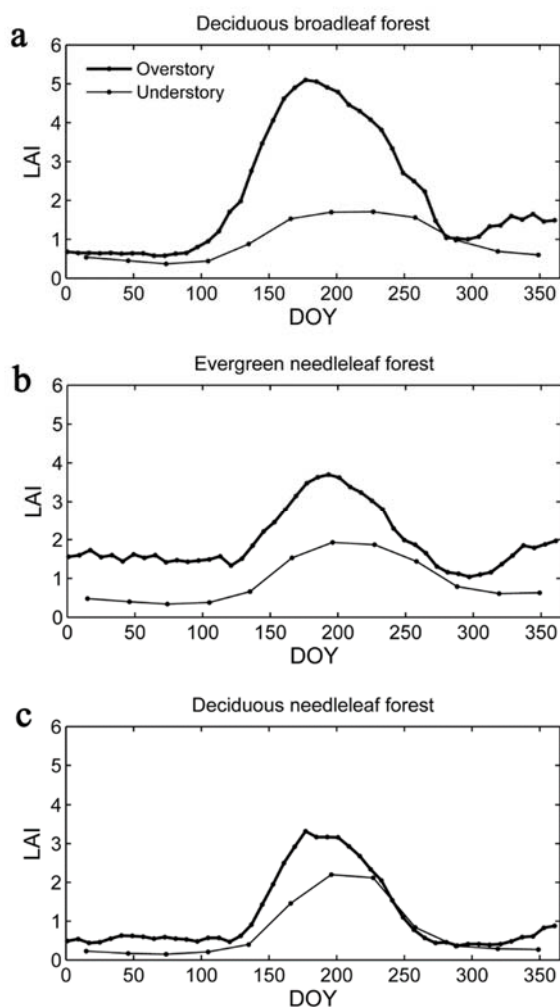 a
Deciduous broadleaf forest
6
5
4
3
2
1
0
LAI
Overstory
Understory
0 50 100 150 200 250 300 350
DOY
b
Evergreen needleleaf forest
6
5
4
3
2
1
0
LAI
0 50 100 150 200 250 300 350
DOY
c
Deciduous needleleaf forest
6
5
4
3
2
1
0
LAI
0 50 100 150 200 250 300 350
DOY